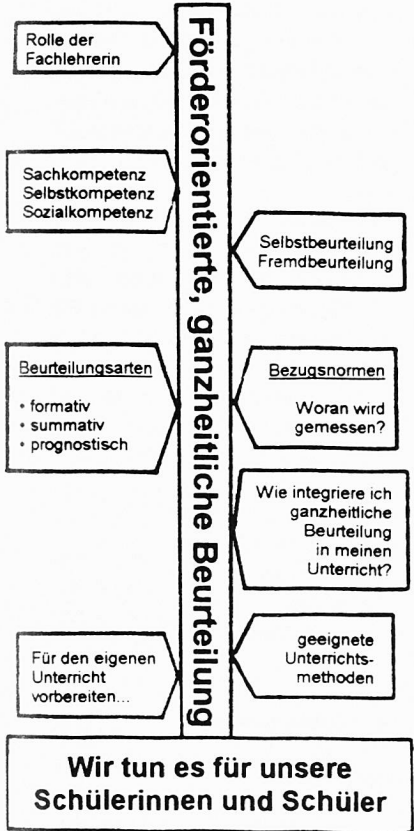 Rolle der
Fachlehrerin
Förderorientierte, ganzheitliche Beurteilung
Sachkompetenz
Selbstkompetenz
Sozialkompetenz
Selbstbeurteilung
Fremdbeurteilung
Beurteilungsarten
• formativ
• summativ
• prognostisch
Bezugsnormen
Woran wird
gemessen?
Wie integriere ich
ganzheitliche
Beurteilung
in meinen
Unterricht?
Für den eigenen
Unterricht
vorbereiten...
geeignete
Unterrichts-
methoden
Wir tun es für unsere
Schülerinnen und Schüler